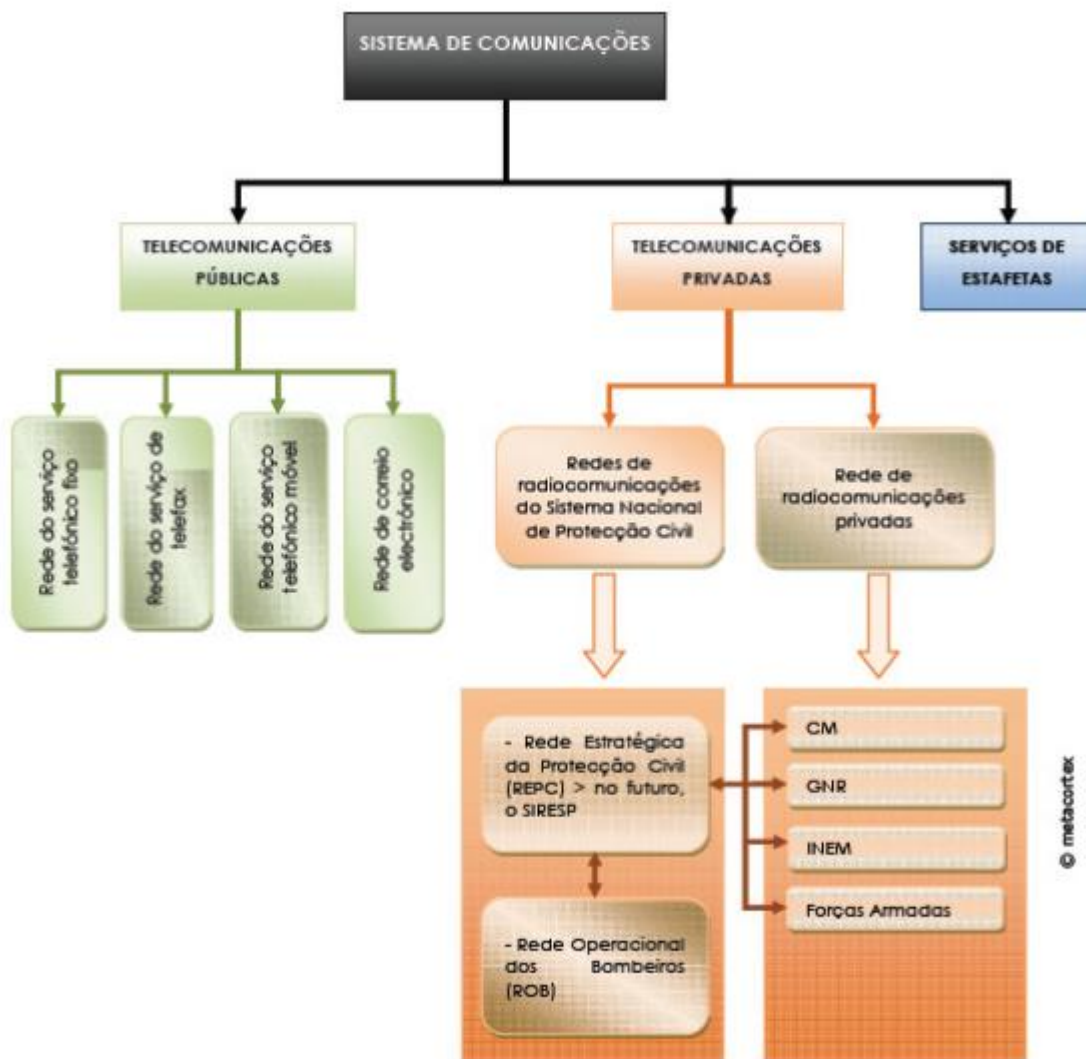 SISTEMA DE COMUNICAÇÕES
TELECOMUNICAÇÕES
PÚBLICAS
TELECOMUNICAÇÕES
PRIVADAS
SERVIÇOS DE
ESTAFETAS
Rede do serviço
telefónico fixo
Rede do serviço de
telefax
Rede do serviço
telefónico móvel
Rede de correio
electrónico
Redes de
radiocomunicações
do Sistema Nacional
de Protecção Civil
Rede de
radiocomunicações
privadas
- Rede Estratégica
da Protecção Civil
(REPC) > no futuro,
o SIRESP
- Rede Operacional
dos Bombeiros
(ROB)
CM
GNR
INEM
Forças Armadas
© metacortex